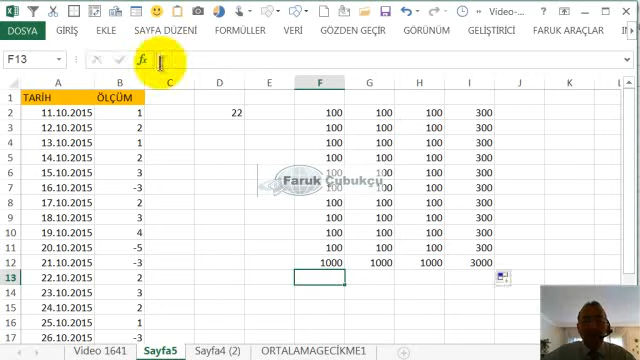 Video-...
DOSYA GİRİŞ EKLE SAYFA DÜZENİ FORMÜLLER VERİ GÖZDEN GEÇİR GÖRÜNÜM GELİŞTİRİCİ FARUK ARAÇLAR
F13 fx
A B C D E F G H I J K
1 TARİH ÖLÇÜM
2 11.10.2015 1 22 100 100 100 300
3 12.10.2015 2 100 100 100 300
4 13.10.2015 1 100 100 100 300
5 14.10.2015 2 100 100 100 300
6 15.10.2015 3 100 100 100 300
Faruk Çubukçu
7 16.10.2015 -3 100 100 100 300
8 17.10.2015 2 100 100 100 300
9 18.10.2015 3 100 100 100 300
10 19.10.2015 4 100 100 100 300
11 20.10.2015 -5 100 100 100 300
12 21.10.2015 -3 1000 1000 1000 3000
13 22.10.2015 2
14 23.10.2015 3
15 24.10.2015 2
16 25.10.2015 1
17 26.10.2015 -3
Video 1641 Sayfa5 Sayfa4 (2) ORTALAMAGECİKME1